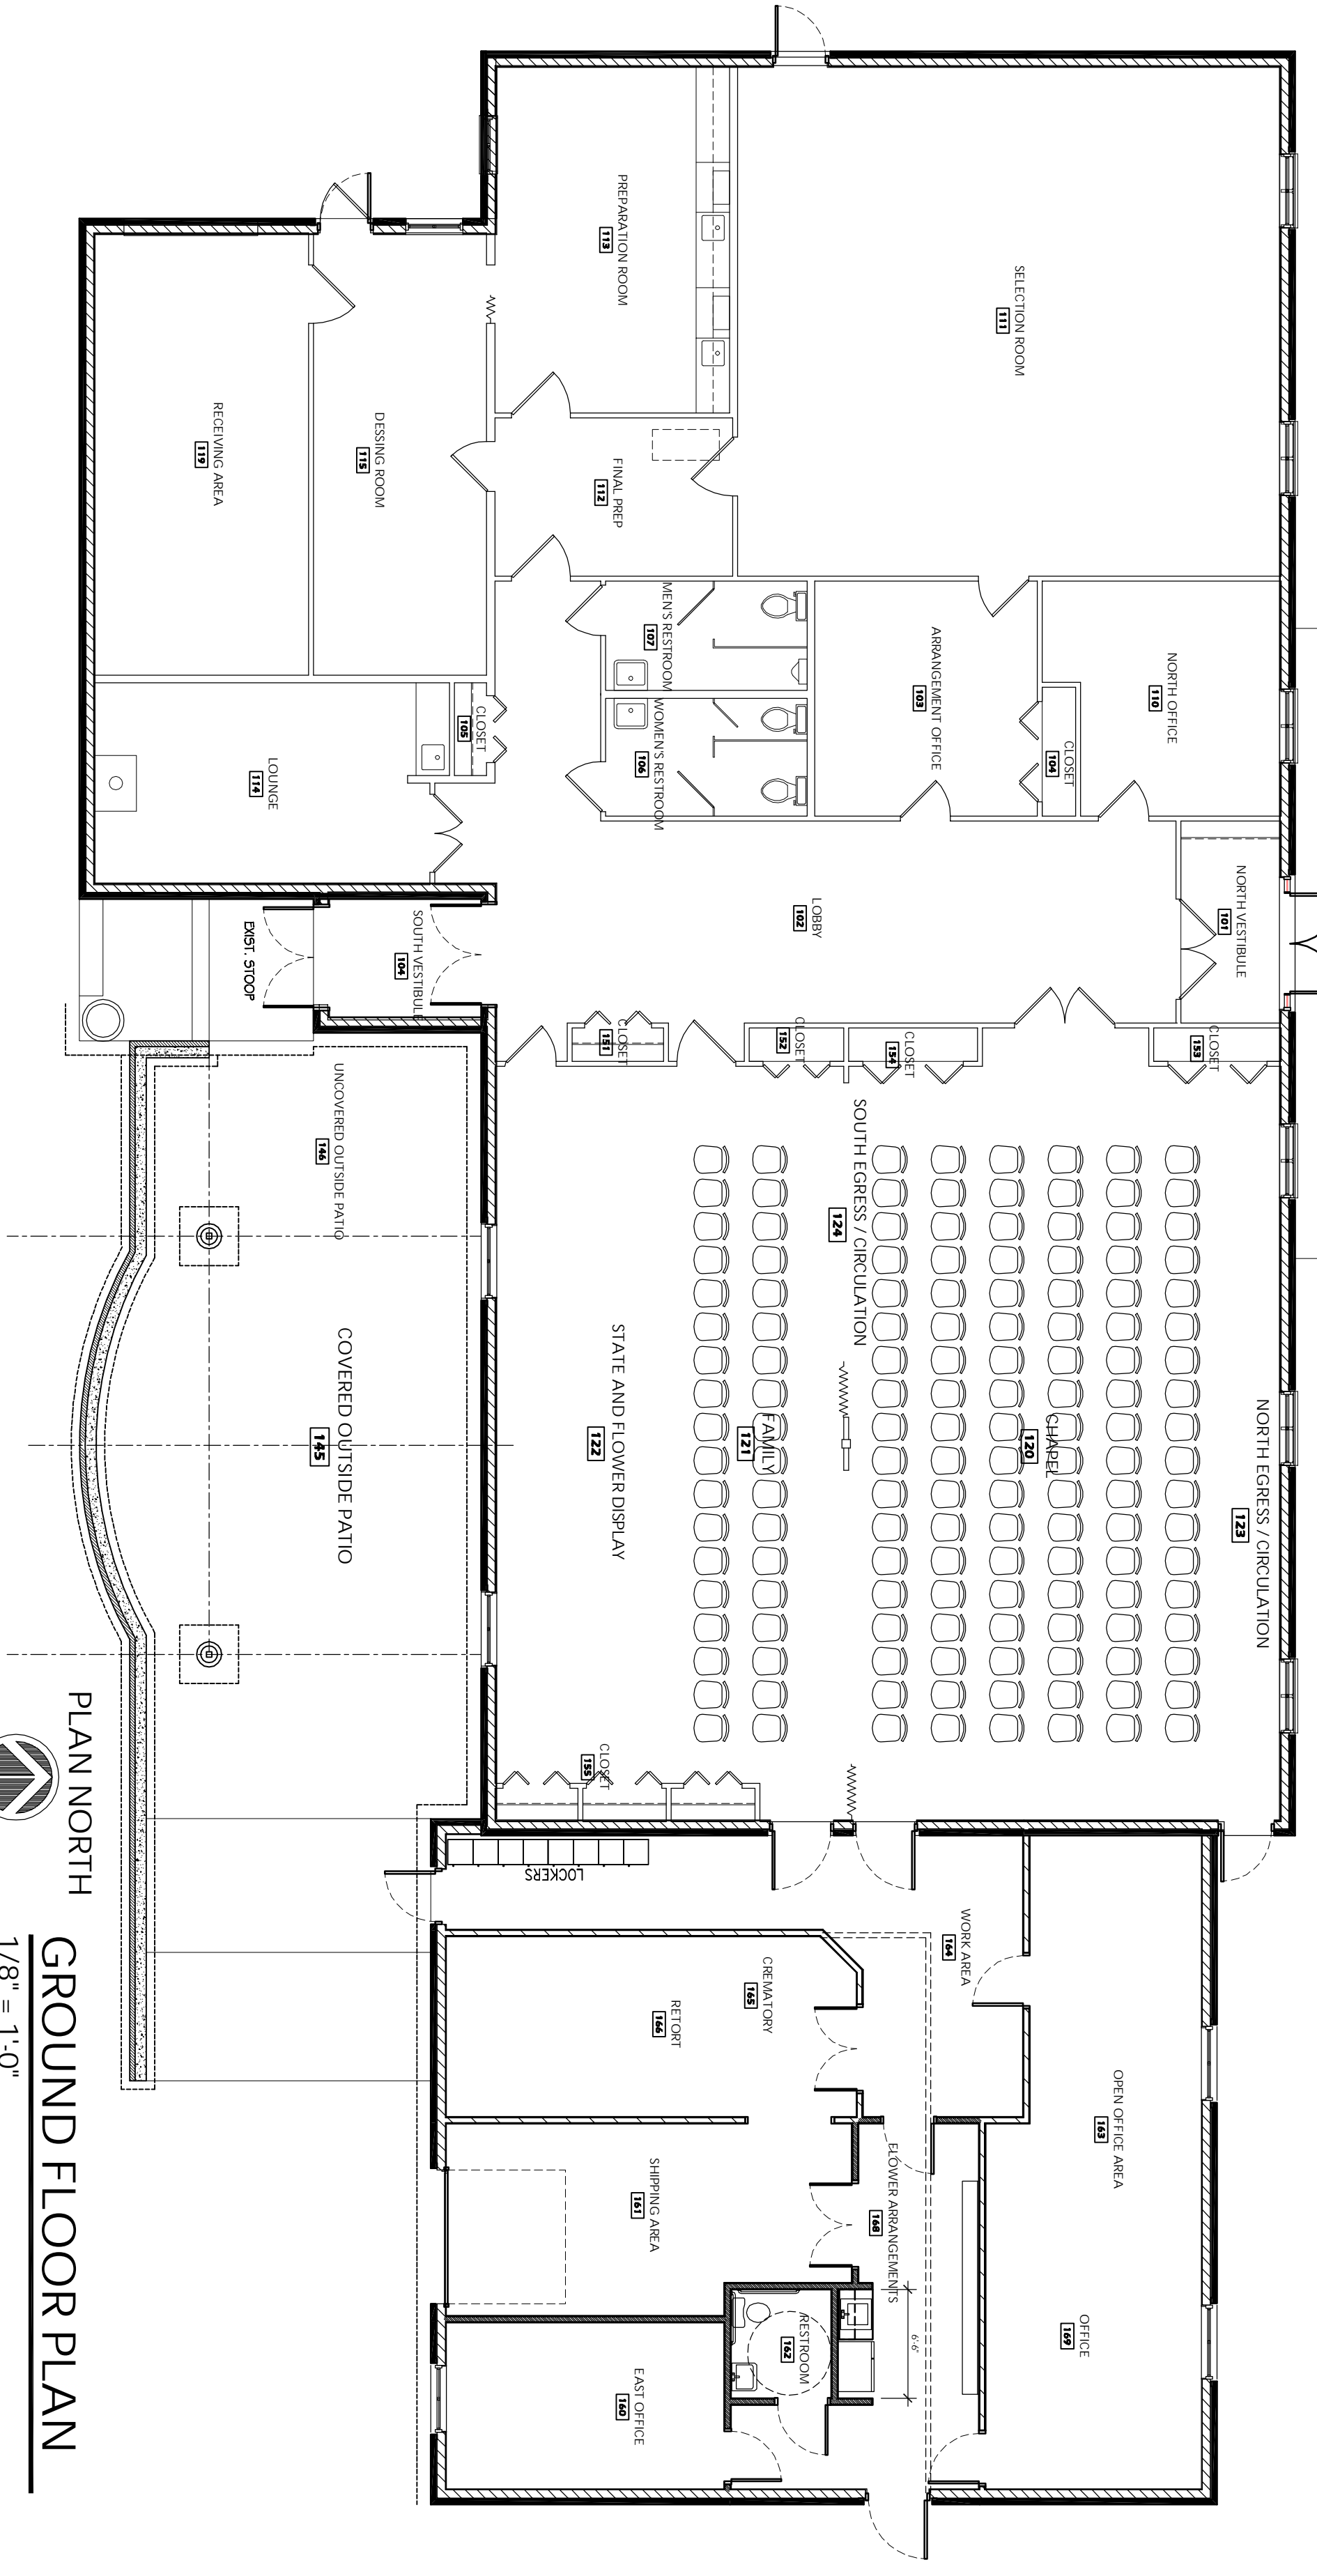 SELECTION ROOM
111
PREPARATION ROOM
113
FINAL PREP
112
DESSING ROOM
115
RECEIVING AREA
119
MEN'S RESTROOM
107
WOMEN'S RESTROOM
106
ARRANGEMENT OFFICE
103
NORTH OFFICE
110
CLOSET
104
CLOSET
105
LOUNGE
114
NORTH VESTIBULE
101
LOBBY
102
SOUTH VESTIBULE
104
EXIST. STOOP
CLOSET
151
CLOSET
152
CLOSET
154
CLOSET
153
UNCOVERED OUTSIDE PATIO
146
SOUTH EGRESS / CIRCULATION
124
NORTH EGRESS / CIRCULATION
123
CHAPEL
120
FAMILY
121
STATE AND FLOWER DISPLAY
122
COVERED OUTSIDE PATIO
145
CLOSET
155
LOCKERS
WORK AREA
164
CREMATORY
165
RETORT
166
OPEN OFFICE AREA
163
FLOWER ARRANGEMENTS
168
SHIPPING AREA
161
6'-6"
RESTROOM
162
OFFICE
169
EAST OFFICE
160
PLAN NORTH
GROUND FLOOR PLAN
1/8" = 1'-0"